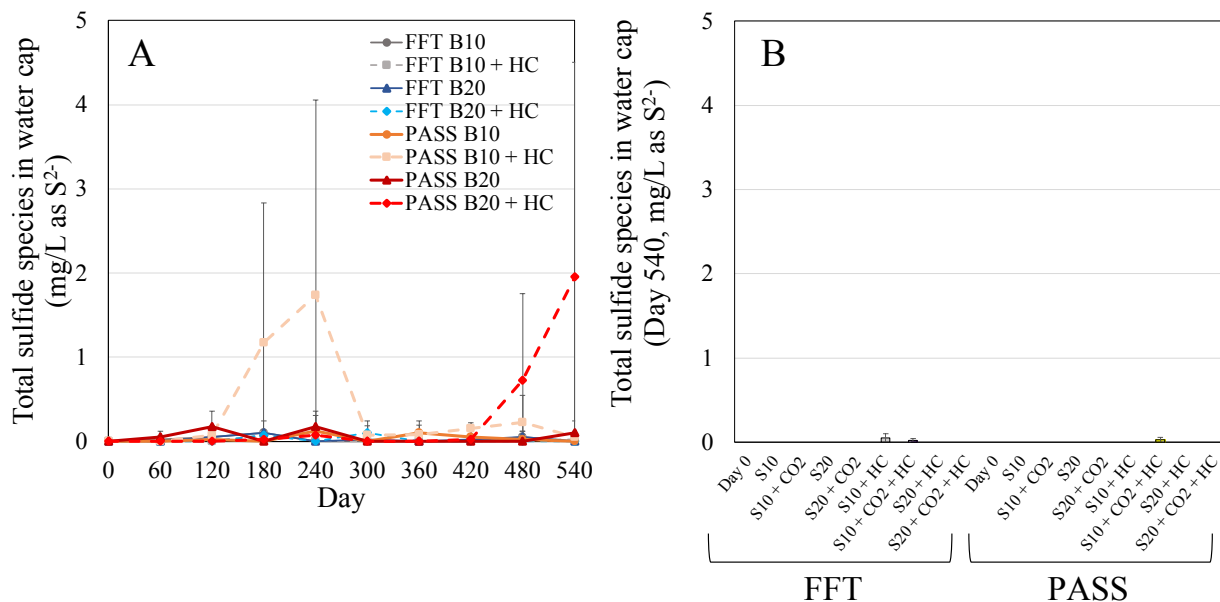 A
Total sulfide species in water cap
(mg/L as S²⁻)
5
4
3
2
1
0
FFT B10
FFT B10 + HC
FFT B20
FFT B20 + HC
PASS B10
PASS B10 + HC
PASS B20
PASS B20 + HC
0 60 120 180 240 300 360 420 480 540
Day
B
Total sulfide species in water cap
(Day 540, mg/L as S²⁻)
5
4
3
2
1
0
Day 0
S10
S10 + CO2
S20
S20 + CO2
S10 + HC
S10 + CO2 + HC
S20 + HC
S20 + CO2 + HC
Day 0
S10
S10 + CO2
S20
S20 + CO2
S10 + HC
S10 + CO2 + HC
S20 + HC
S20 + CO2 + HC
FFT
PASS